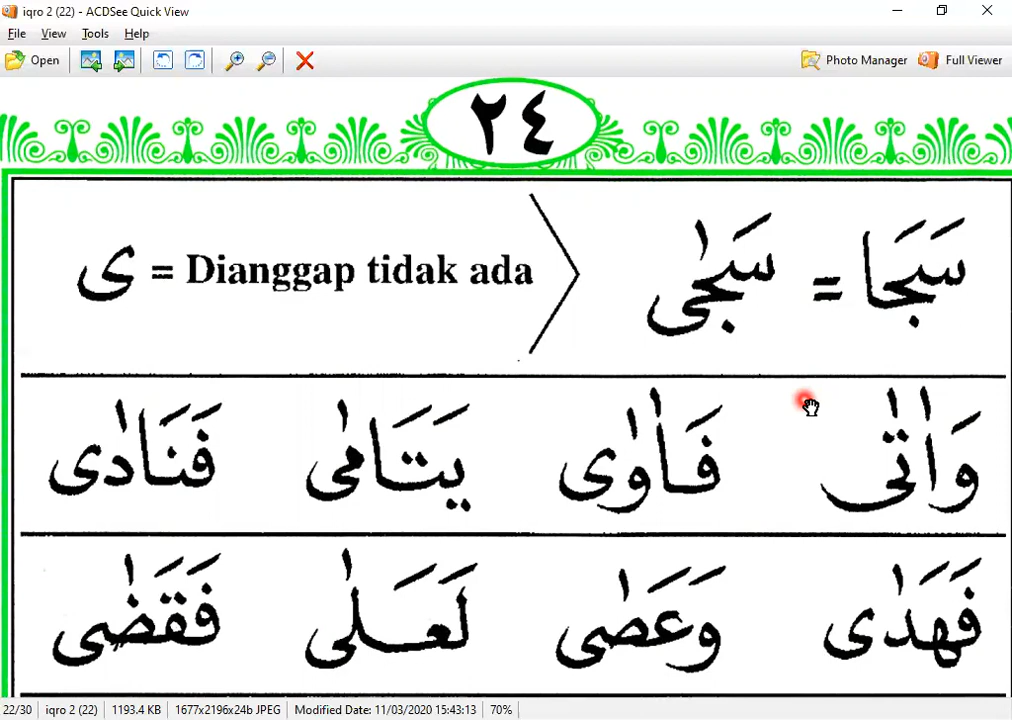 iqro 2 (22) - ACDSee Quick View
File View Tools Help
Open Photo Manager Full Viewer
٢٤
سَجَا = سَجٰى
ى = Dianggap tidak ada
وَاٰتٰى فَاٰوٰى يَتَامٰى فَنَادٰى
فَهَدٰى وَعَصٰى لَعَلٰى فَقَضٰى
22/30 iqro 2 (22) 1193.4 KB 1677x2196x24b JPEG Modified Date: 11/03/2020 15:43:13 70%